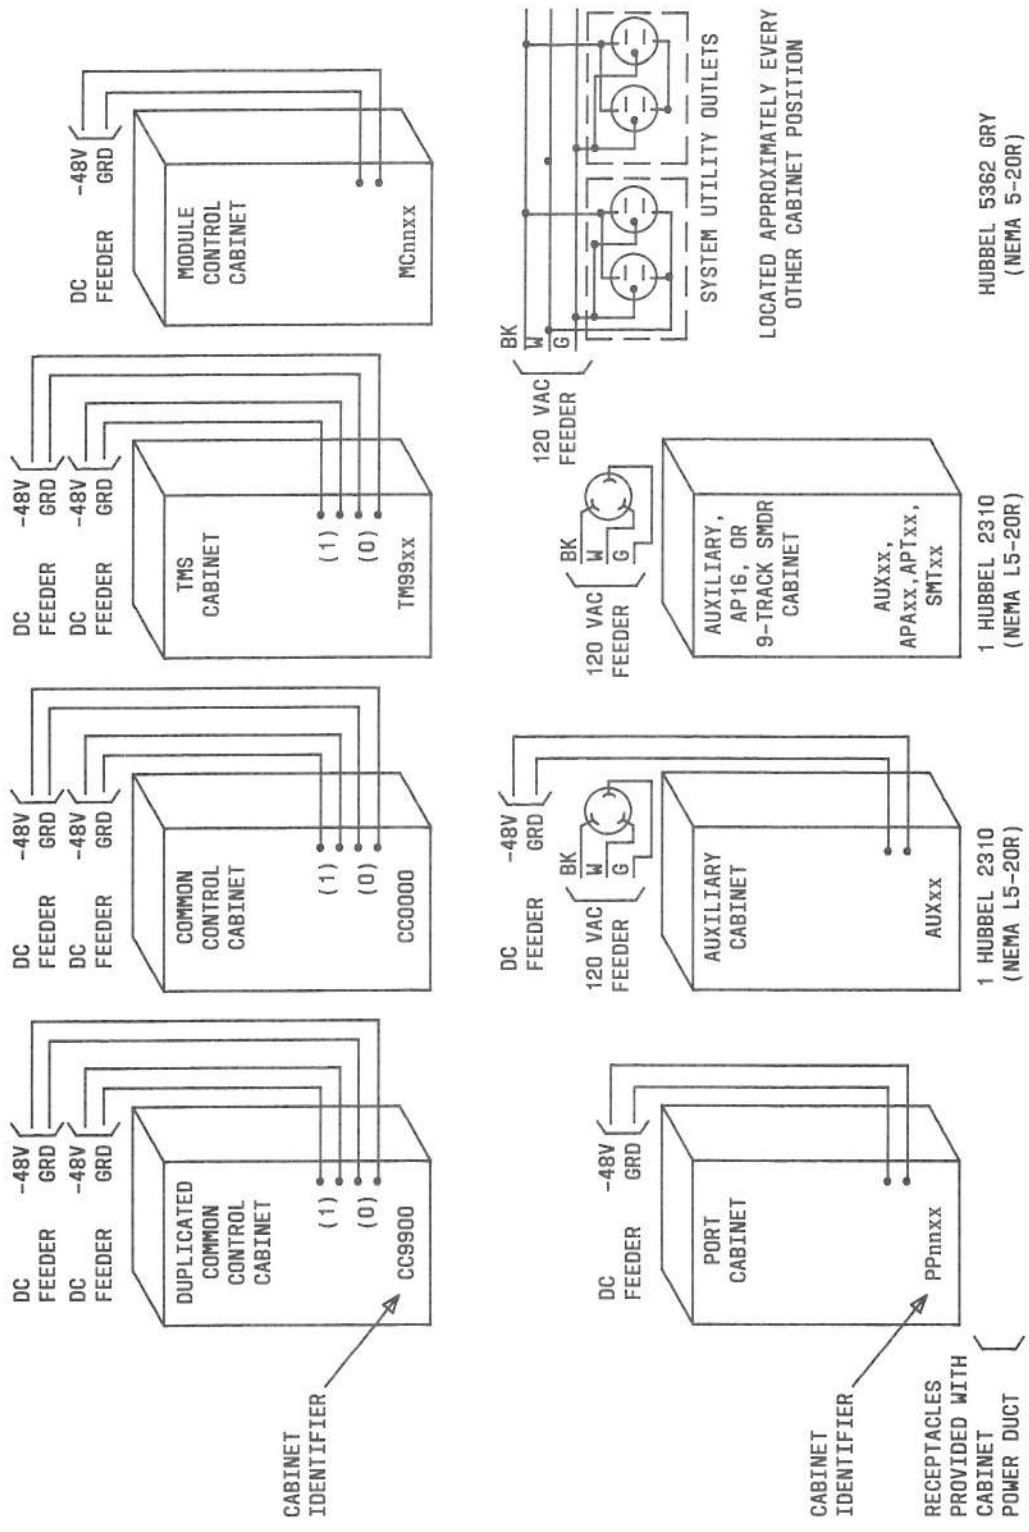 DC
FEEDER
-48V
GRD
DC
FEEDER
-48V
GRD
DUPLICATED
COMMON
CONTROL
CABINET
(1)
(0)
CC9900
CABINET
IDENTIFIER
DC
FEEDER
-48V
GRD
DC
FEEDER
-48V
GRD
COMMON
CONTROL
CABINET
(1)
(0)
CC0000
DC
FEEDER
-48V
GRD
DC
FEEDER
-48V
GRD
TMS
CABINET
(1)
(0)
TM99xx
DC
FEEDER
-48V
GRD
MODULE
CONTROL
CABINET
MCnnxx
DC
FEEDER
-48V
GRD
PORT
CABINET
PPnnxx
CABINET
IDENTIFIER
DC
FEEDER
-48V
GRD
120 VAC
FEEDER
BK
W
G
AUXILIARY
CABINET
AUXxx
120 VAC
FEEDER
BK
W
G
AUXILIARY,
AP16, OR
9-TRACK SMDR
CABINET
AUXxx,
APAxx,APTxx,
SMTxx
120 VAC
FEEDER
BK
W
G
SYSTEM UTILITY OUTLETS
LOCATED APPROXIMATELY EVERY
OTHER CABINET POSITION
RECEPTACLES
PROVIDED WITH
CABINET
POWER DUCT
1 HUBBEL 2310
(NEMA L5-20R)
1 HUBBEL 2310
(NEMA L5-20R)
HUBBEL 5362 GRY
(NEMA 5-20R)